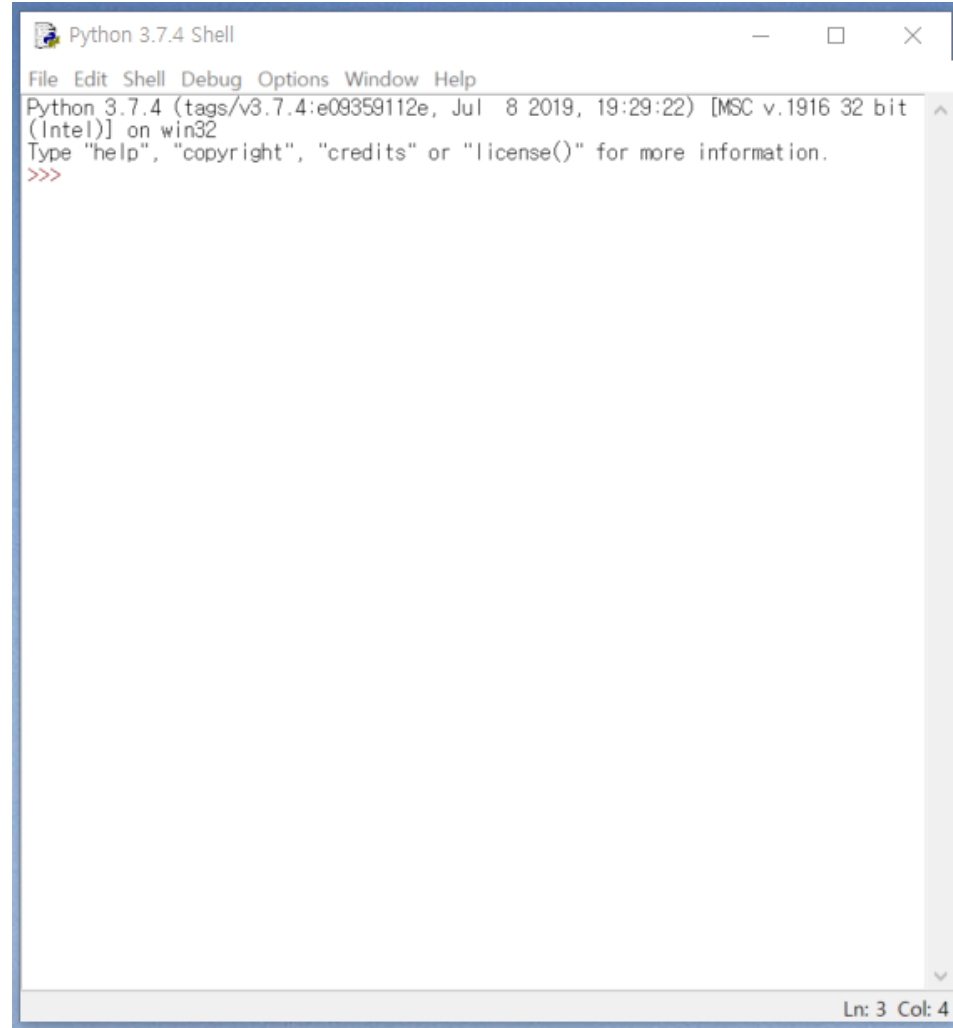 Python 3.7.4 Shell
File Edit Shell Debug Options Window Help
Python 3.7.4 (tags/v3.7.4:e09359112e, Jul  8 2019, 19:29:22) [MSC v.1916 32 bit
(Intel)] on win32
Type "help", "copyright", "credits" or "license()" for more information.
>>>
Ln: 3 Col: 4